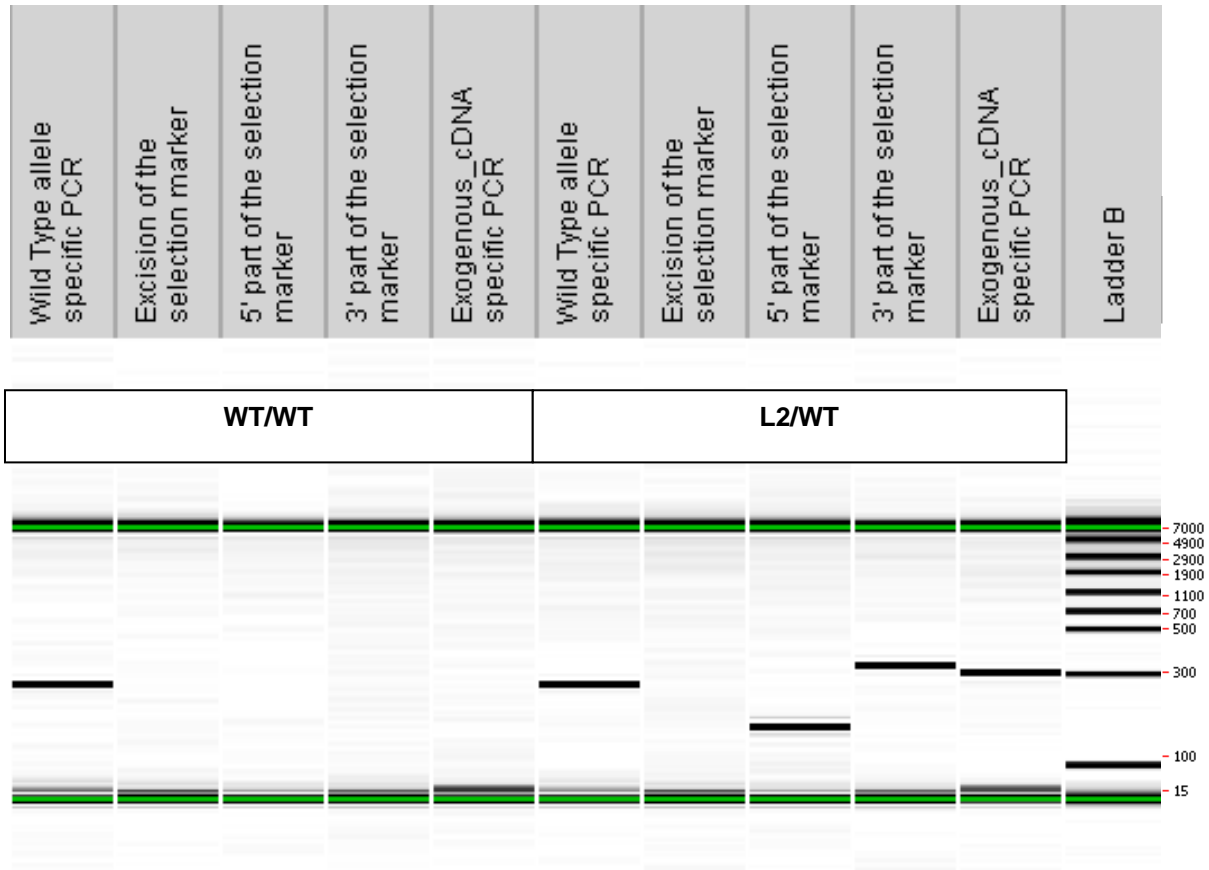 Wild Type allele
specific PCR
Excision of the
selection marker
5' part of the selection
marker
3' part of the selection
marker
Exogenous_cDNA
specific PCR
Wild Type allele
specific PCR
Excision of the
selection marker
5' part of the selection
marker
3' part of the selection
marker
Exogenous_cDNA
specific PCR
Ladder B
WT/WT
L2/WT
- 7000
- 4900
- 2900
- 1900
- 1100
- 700
- 500
- 300
- 100
- 15